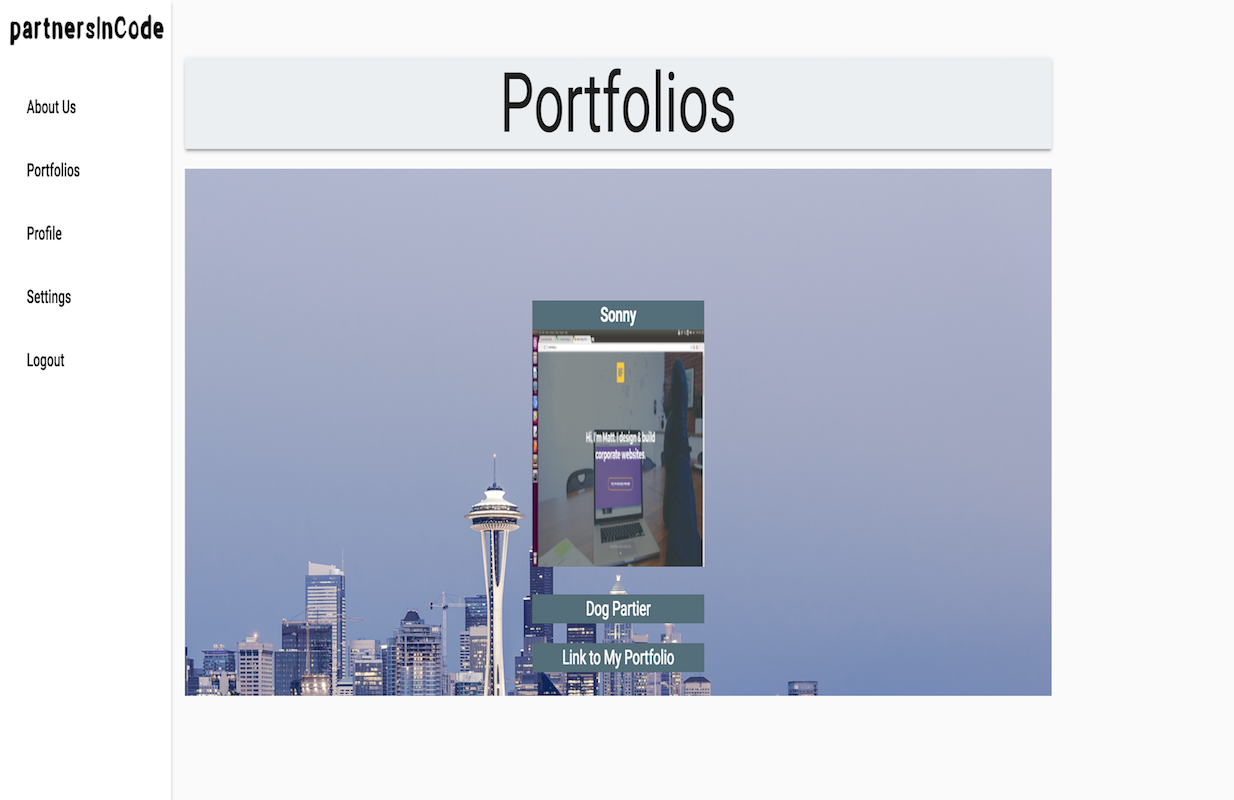 partnersInCode
About Us
Portfolios
Profile
Settings
Logout
Portfolios
Sonny
Hi, I'm Matt. I design & build
corporate websites.
Dog Partier
Link to My Portfolio